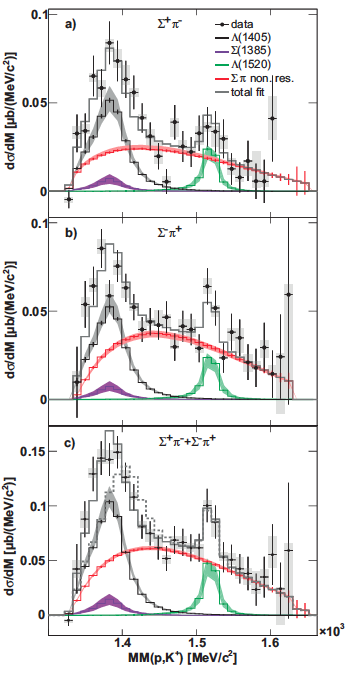 0.1
a)
Σ⁺π⁻
data
Λ(1405)
Σ(1385)
Λ(1520)
Σπ non. res.
total fit
0.05
0
dσ/dM [μb/(MeV/c²)]
0.1
b)
Σ⁻π⁺
0.05
0
dσ/dM [μb/(MeV/c²)]
c)
Σ⁺π⁻+Σ⁻π⁺
0.15
0.1
0.05
0
dσ/dM [μb/(MeV/c²)]
1.4 1.5 1.6
×10³
MM(p,K⁺) [MeV/c²]